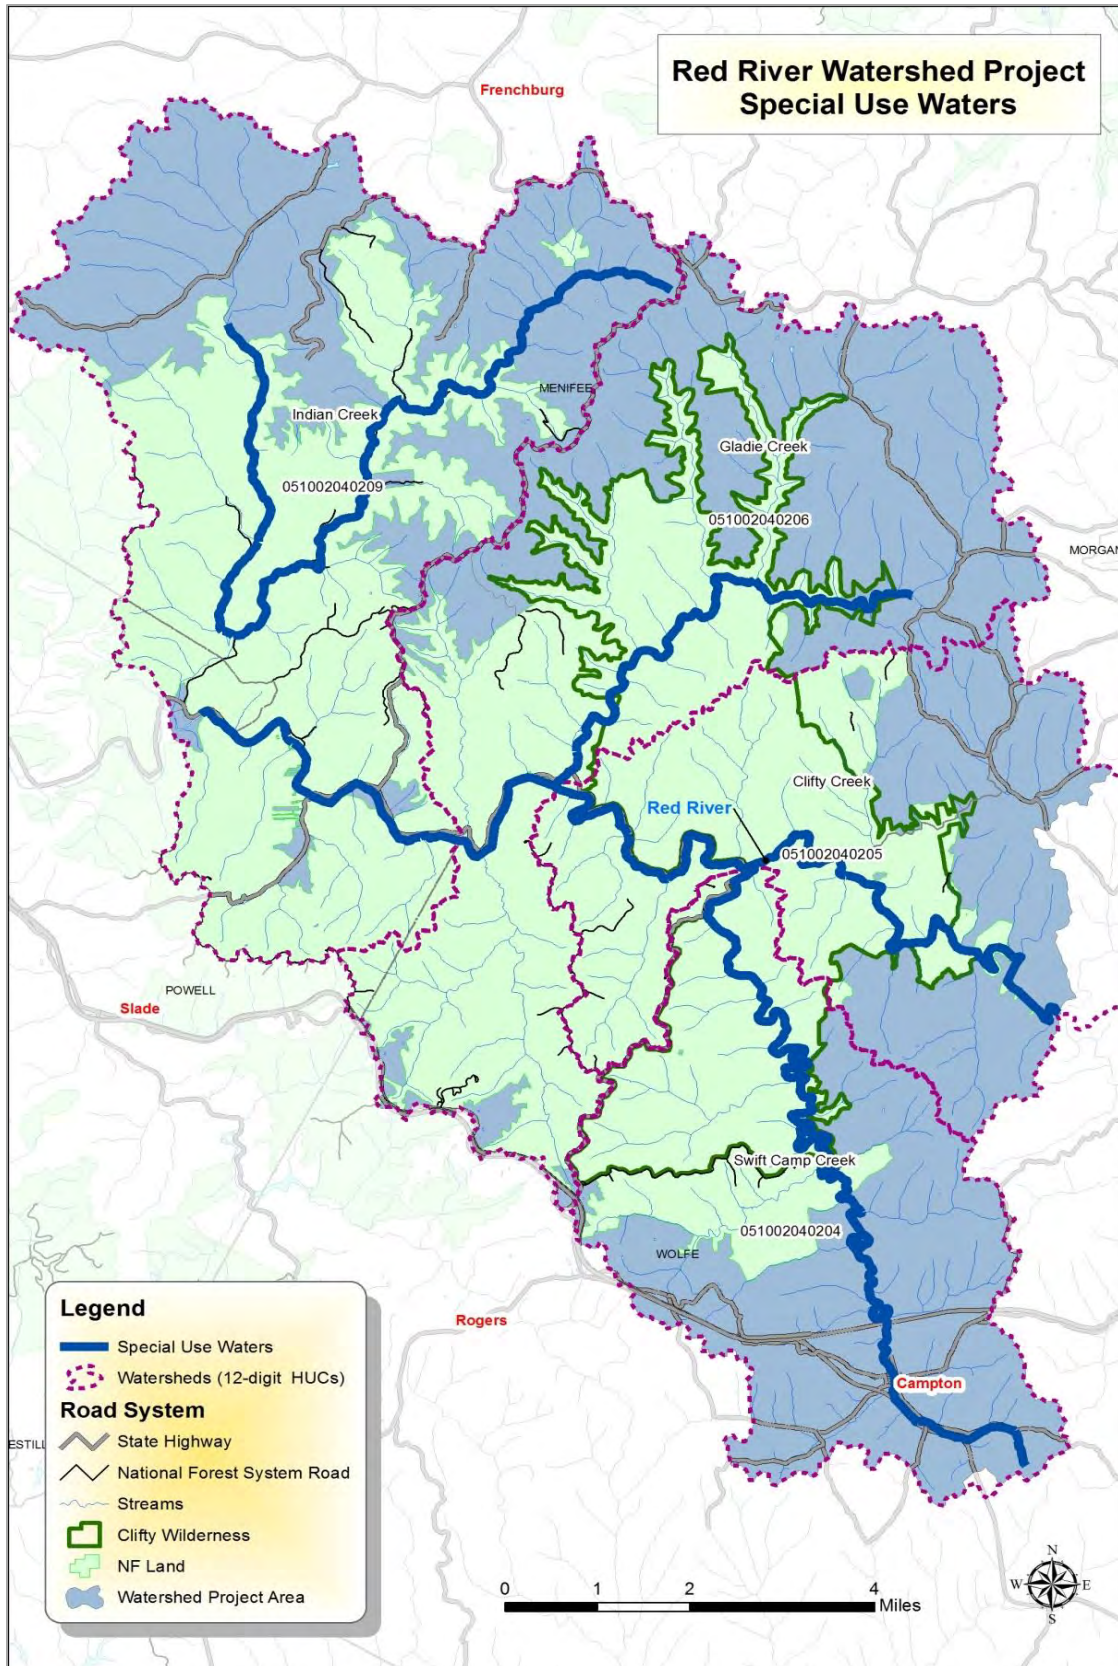 Red River Watershed Project
Special Use Waters
Frenchburg
MENIFEE
Indian Creek
Gladie Creek
051002040209
051002040206
MORGAN
Clifty Creek
Red River
051002040205
POWELL
Slade
Swift Camp Creek
051002040204
WOLFE
Rogers
Campton
ESTILL
Legend
Special Use Waters
Watersheds (12-digit HUCs)
Road System
State Highway
National Forest System Road
Streams
Clifty Wilderness
NF Land
Watershed Project Area
0 1 2 4
Miles
N
W E
S